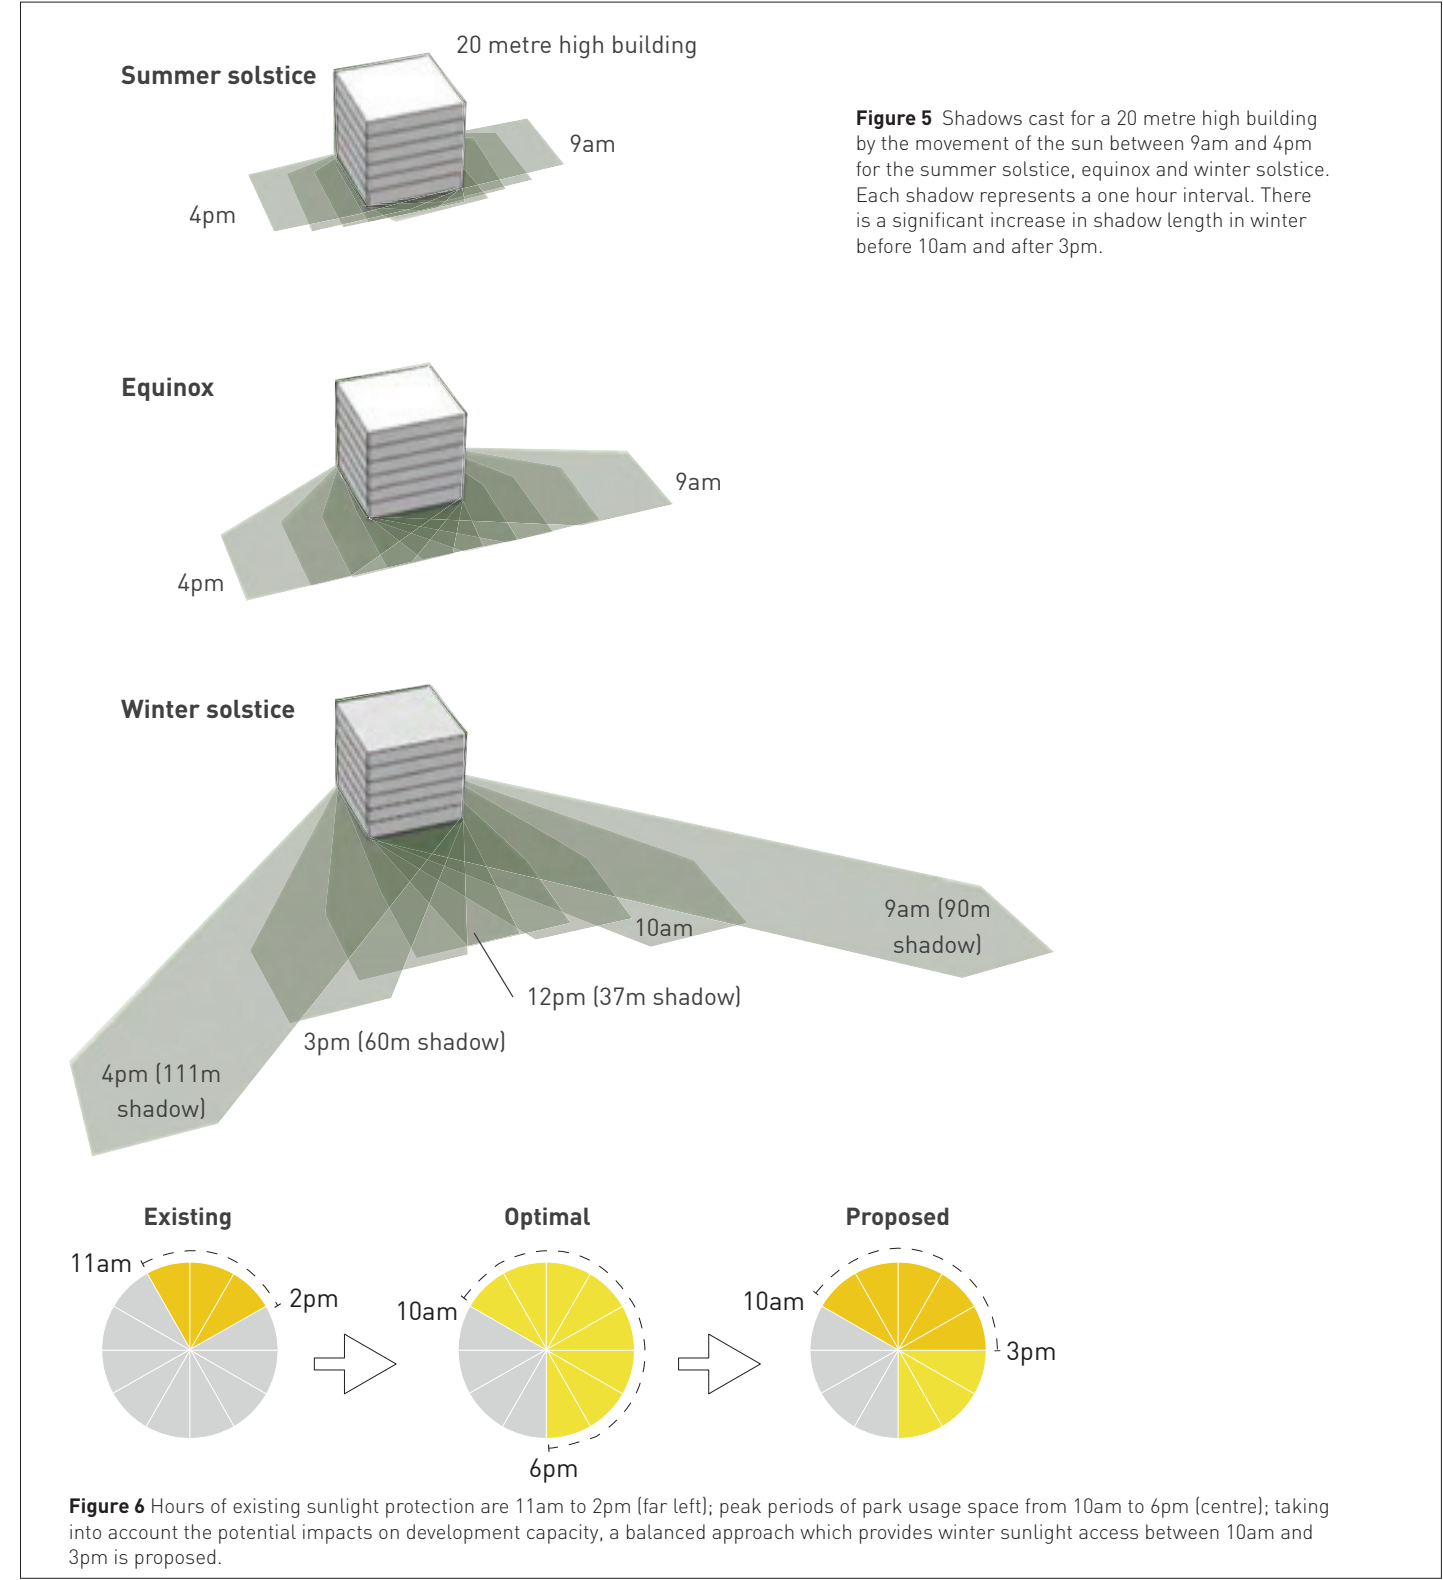 20 metre high building
Summer solstice
9am
4pm
Figure 5 Shadows cast for a 20 metre high building
by the movement of the sun between 9am and 4pm
for the summer solstice, equinox and winter solstice.
Each shadow represents a one hour interval. There
is a significant increase in shadow length in winter
before 10am and after 3pm.
Equinox
9am
4pm
Winter solstice
9am (90m
shadow)
10am
12pm (37m shadow)
3pm (60m shadow)
4pm (111m
shadow)
Existing
11am
2pm
Optimal
10am
6pm
Proposed
10am
3pm
Figure 6 Hours of existing sunlight protection are 11am to 2pm (far left); peak periods of park usage space from 10am to 6pm (centre); taking
into account the potential impacts on development capacity, a balanced approach which provides winter sunlight access between 10am and
3pm is proposed.